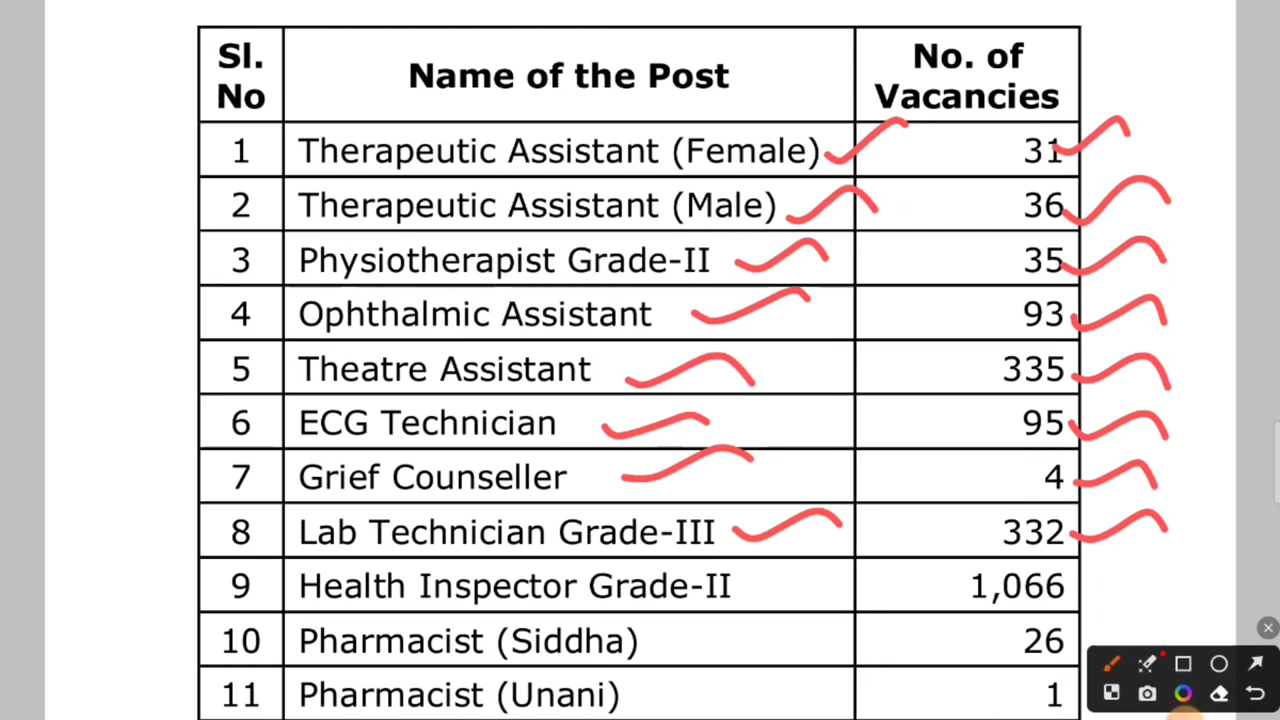 Sl. No Name of the Post No. of Vacancies
1 Therapeutic Assistant (Female) 31
2 Therapeutic Assistant (Male) 36
3 Physiotherapist Grade-II 35
4 Ophthalmic Assistant 93
5 Theatre Assistant 335
6 ECG Technician 95
7 Grief Counseller 4
8 Lab Technician Grade-III 332
9 Health Inspector Grade-II 1,066
10 Pharmacist (Siddha) 26
11 Pharmacist (Unani) 1